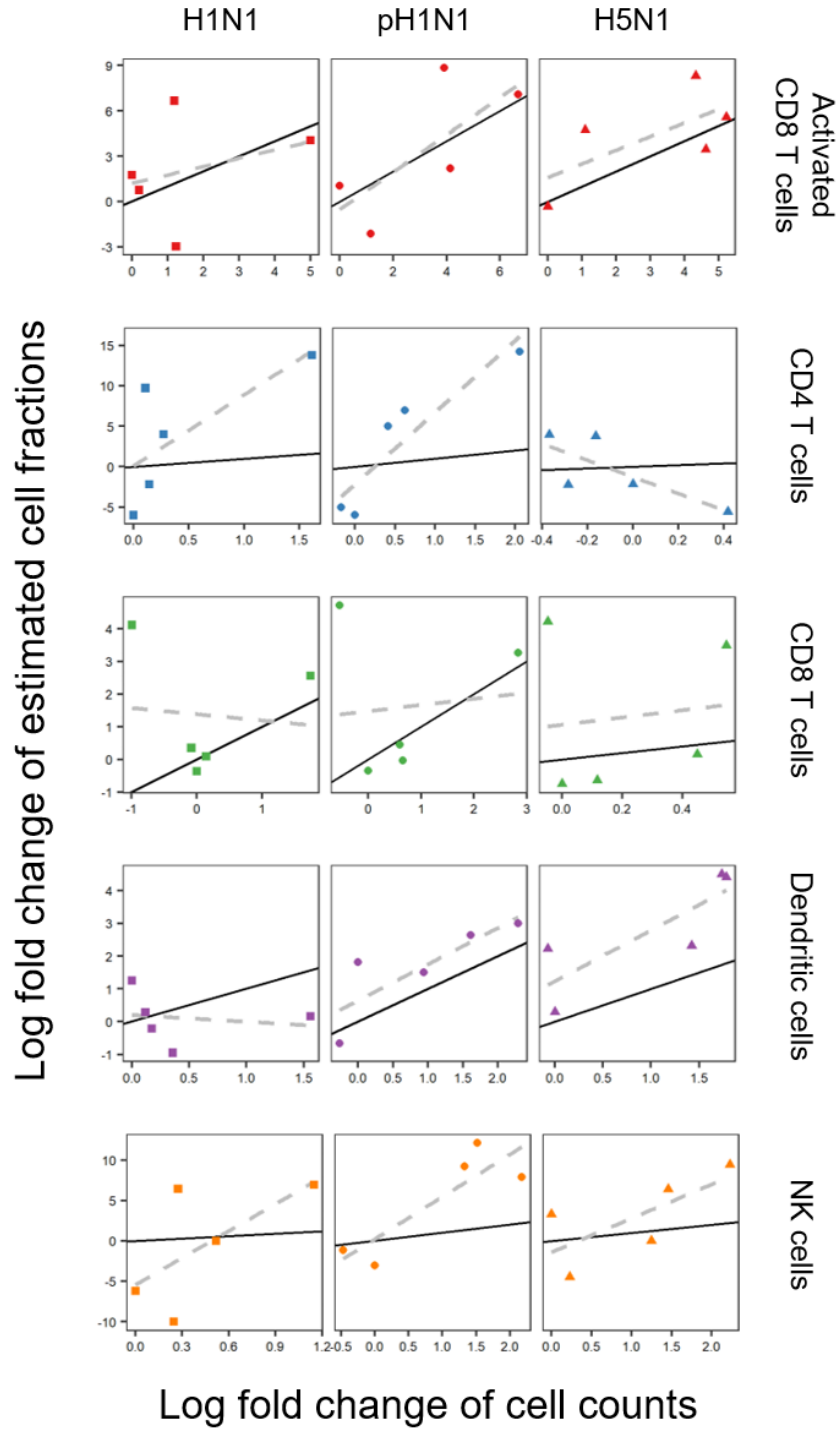 H1N1 pH1N1 H5N1
Log fold change of estimated cell fractions
Activated
CD8 T cells
9
6
3
0
-3
0 1 2 3 4 5
0 2 4 6
0 1 2 3 4 5
CD4 T cells
15
10
5
0
-5
0.0 0.5 1.0 1.5
0.0 0.5 1.0 1.5 2.0
-0.4 -0.2 0.0 0.2 0.4
CD8 T cells
4
3
2
1
0
-1
-1 0 1
0 1 2 3
0.0 0.2 0.4
Dendritic cells
4
3
2
1
0
-1
0.0 0.5 1.0 1.5
0.0 0.5 1.0 1.5 2.0
0.0 0.5 1.0 1.5
NK cells
10
5
0
-5
-10
0.0 0.3 0.6 0.9 1.2
-0.5 0.0 0.5 1.0 1.5 2.0
0.0 0.5 1.0 1.5 2.0
Log fold change of cell counts